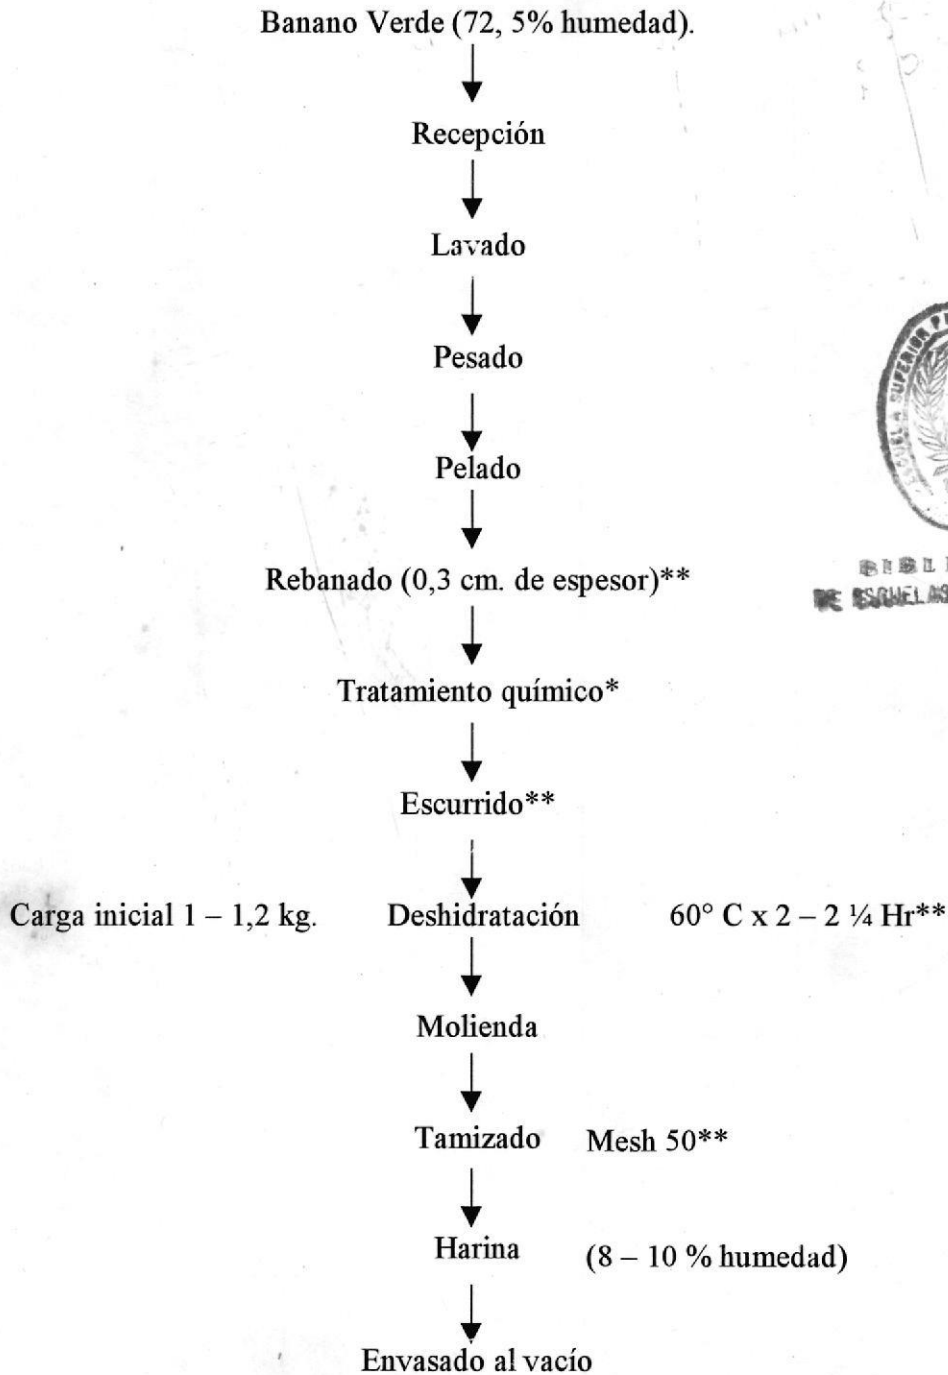 Banano Verde (72, 5% humedad).
Recepción
Lavado
Pesado
Pelado
Rebanado (0,3 cm. de espesor)**
Tratamiento químico*
Escurrido**
Carga inicial 1 – 1,2 kg. Deshidratación 60° C x 2 – 2 ¼ Hr**
Molienda
Tamizado Mesh 50**
Harina (8 – 10 % humedad)
Envasado al vacío
ESCUELA SUPERIOR